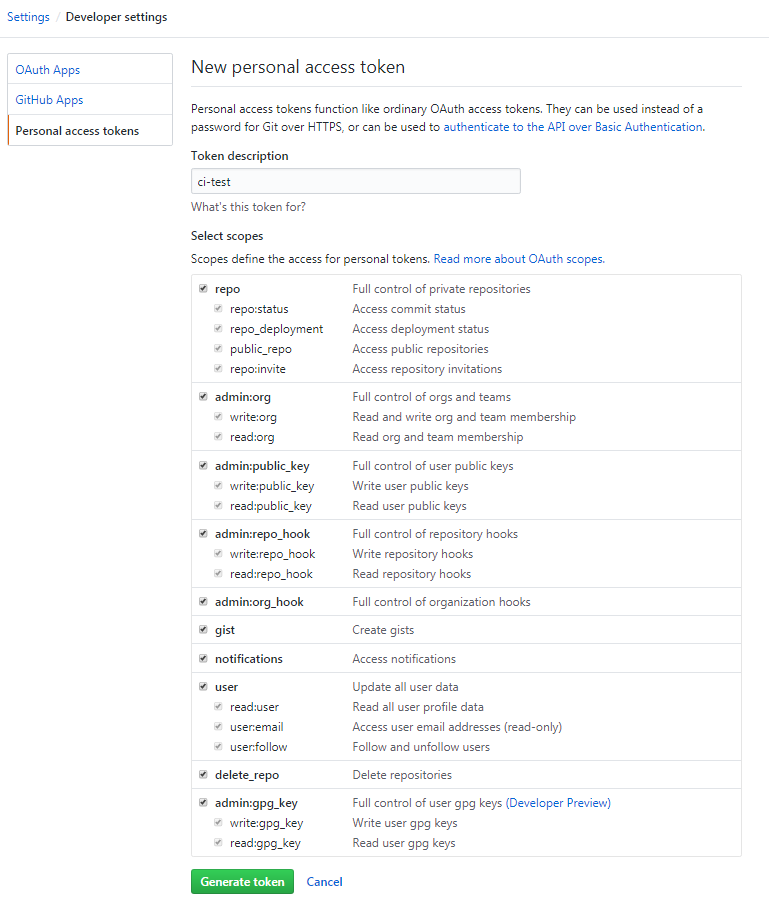 Settings / Developer settings
OAuth Apps
GitHub Apps
Personal access tokens
New personal access token
Personal access tokens function like ordinary OAuth access tokens. They can be used instead of a
password for Git over HTTPS, or can be used to authenticate to the API over Basic Authentication.
Token description
ci-test
What's this token for?
Select scopes
Scopes define the access for personal tokens. Read more about OAuth scopes.
repo Full control of private repositories
repo:status Access commit status
repo_deployment Access deployment status
public_repo Access public repositories
repo:invite Access repository invitations
admin:org Full control of orgs and teams
write:org Read and write org and team membership
read:org Read org and team membership
admin:public_key Full control of user public keys
write:public_key Write user public keys
read:public_key Read user public keys
admin:repo_hook Full control of repository hooks
write:repo_hook Write repository hooks
read:repo_hook Read repository hooks
admin:org_hook Full control of organization hooks
gist Create gists
notifications Access notifications
user Update all user data
read:user Read all user profile data
user:email Access user email addresses (read-only)
user:follow Follow and unfollow users
delete_repo Delete repositories
admin:gpg_key Full control of user gpg keys (Developer Preview)
write:gpg_key Write user gpg keys
read:gpg_key Read user gpg keys
Generate token Cancel